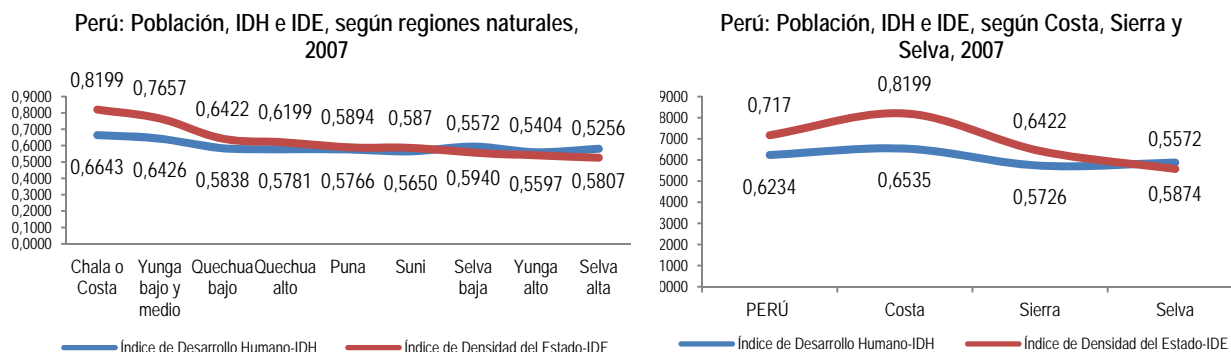 Perú: Población, IDH e IDE, según regiones naturales,
2007
0,8199 0,7657 0,6422 0,6199 0,5894 0,587 0,5572 0,5404 0,5256
0,9000
0,8000
0,7000
0,6000
0,5000
0,4000
0,3000
0,2000
0,1000
0,0000
0,6643 0,6426 0,5838 0,5781 0,5766 0,5650 0,5940 0,5597 0,5807
Chala o Yunga Quechua Quechua Puna Suni Selva Yunga Selva
Costa bajo y bajo alto baja alto alta
medio
Índice de Desarrollo Humano-IDH Índice de Densidad del Estado-IDE
Perú: Población, IDH e IDE, según Costa, Sierra y
Selva, 2007
0,717 0,8199 0,6422 0,5572
9000
8000
7000
6000
5000
4000
3000
2000
1000
0000
0,6234 0,6535 0,5726 0,5874
PERÚ Costa Sierra Selva
Índice de Desarrollo Humano-IDH Índice de Densidad del Estado-IDE